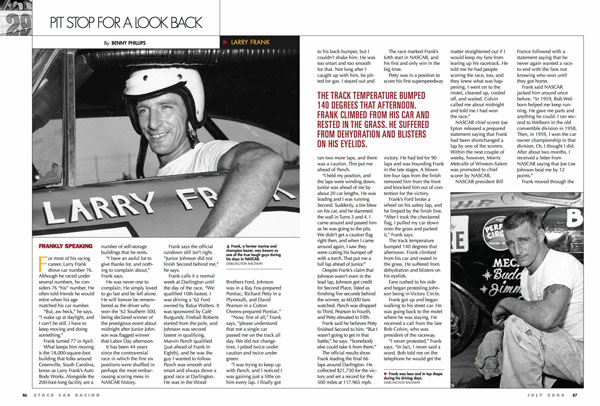 29
PIT STOP FOR A LOOK BACK
By BENNY PHILLIPS
▶ LARRY FRANK
LARRY FRANK
FRANKLY SPEAKING
For most of his racing
career, Larry Frank
drove car number 76.
Although he raced under
several numbers, he con-
siders 76 "his" number. He
often told friends he would
retire when his age
matched his car number.
"But, aw heck," he says,
"I wake up at daylight, and
I can't be still. I have to
keep moving and doing
something."
Frank turned 77 in April.
What keeps him moving
is the 18,000-square-foot
building that folks around
Greenville, South Carolina,
know as Larry Frank's Auto
Body Works. Alongside the
200-foot-long facility are a
number of self-storage
buildings that he rents.
"I have an awful lot to
give thanks for, and noth-
ing to complain about,"
Frank says.
He was never one to
complain. He simply loved
to go fast and be left alone.
He will forever be remem-
bered as the driver who
won the '62 Southern 500,
being declared winner of
the prestigious event about
midnight after Junior John-
son was flagged winner
that Labor Day afternoon.
It has been 44 years
since the controversial
race in which the first six
positions were shuffled in
perhaps the most embar-
rassing scoring mess in
NASCAR history.
Frank says the official
rundown still isn't right.
"Junior Johnson did not
finish Second behind me,"
he says.
Frank calls it a normal
week at Darlington until
the day of the race. "We
qualified 10th fastest. I
was driving a '62 Ford
owned by Ratus Walters. It
was sponsored by Cafe
Burgundy. Fireball Roberts
started from the pole, and
Johnson was second
fastest in qualifying.
Marvin Panch qualified
[just ahead of Frank in
Eighth], and he was the
guy I wanted to follow.
Panch was smooth and
smart and always drove a
good race at Darlington.
He was in the Wood
Frank, a former marine and
champion boxer, was known as
one of the true tough guys during
his days in NASCAR.
DARLINGTON RACEWAY
Brothers Ford. Johnson
was in a Ray Fox-prepared
Pontiac, Richard Petty in a
Plymouth, and David
Pearson in a Cotton
Owens-prepared Pontiac."
"Now, first of all," Frank
says, "please understand
that not a single car
passed me on the track all
day. We did not change
tires. I pitted twice under
caution and twice under
green.
"I was trying to keep up
with Panch, and I noticed I
was gaining just a little on
him every lap. I finally got
to his back bumper, but I
couldn't shake him. He was
too smart and too smooth
for that. Not long after I
caught up with him, he pit-
ted for gas. I stayed out and
THE TRACK TEMPERATURE BUMPED
140 DEGREES THAT AFTERNOON.
FRANK CLIMBED FROM HIS CAR AND
RESTED IN THE GRASS. HE SUFFERED
FROM DEHYDRATION AND BLISTERS
ON HIS EYELIDS.
ran two more laps, and there
was a caution. This put me
ahead of Panch.
"I held my position, and
the laps were winding down.
Junior was ahead of me by
about 20 car lengths. He was
leading and I was running
Second. Suddenly, a tire blew
on his car, and he slammed
the wall in Turns 3 and 4. I
came around and passed him
as he was going to the pits.
We didn't get a caution flag
right then, and when I came
around again, I saw they
were cutting his bumper off
with a torch. That put me a
full lap ahead of Junior."
Despite Frank's claim that
Johnson wasn't even in the
lead lap, Johnson got credit
for Second Place, listed as
finishing five seconds behind
the winner, as 40,000 fans
watched. Panch was dropped
to Third, Pearson to Fourth,
and Petty elevated to Fifth.
Frank said he believes Petty
finished Second to him. "But I
wasn't going to get in that
battle," he says. "Somebody
else could take it from there."
The official results show
Frank leading the final 66
laps around Darlington. He
collected $21,730 for the vic-
tory and set a record for the
500 miles at 117.965 mph.
The race marked Frank's
64th start in NASCAR, and
his first and only win in the
big time.
Petty was in a position to
score his first superspeedway
victory. He had led for 90
laps and was hounding Frank
in the late stages. A blown
tire four laps from the finish
removed him from the front
and knocked him out of con-
tention for the victory.
Frank's Ford broke a
wheel on his safety lap, and
he limped by the finish line.
"After I took the checkered
flag, I pulled my car down
onto the grass and parked
it," Frank says.
The track temperature
bumped 140 degrees that
afternoon. Frank climbed
from his car and rested in
the grass. He suffered from
dehydration and blisters on
his eyelids.
Fans rushed to his side
and began protesting John-
son being in Victory Circle.
Frank got up and began
walking to his street car. He
was going back to the motel
where he was staying. He
received a call from the late
Bob Colvin, who was
president of the raceway.
"I never protested," Frank
says. "In fact, I never said a
word. Bob told me on the
telephone he would get the
matter straightened out if I
would keep my fans from
tearing up his racetrack. He
told me he had people
scoring the race, too, and
they knew what was hap-
pening. I went on to the
motel, cleaned up, cooled
off, and waited. Colvin
called me about midnight
and told me I had won
the race."
NASCAR chief scorer Joe
Epton released a prepared
statement saying that Frank
had been shortchanged a
lap by one of the scorers.
Within the next couple of
weeks, however, Morris
Metcalfe of Winston-Salem
was promoted to chief
scorer by NASCAR.
NASCAR president Bill
France followed with a
statement saying that he
never again wanted a race
to end with the fans not
knowing who won until
they got home.
Frank said NASCAR
jacked him around once
before. "In 1959, Bob Wel-
born helped me keep run-
ning. He gave me parts and
anything he could. I ran sec-
ond to Welborn in the old
convertible division in 1958.
Then, in 1959, I won the car
owner championship in that
division. Or, I thought I did.
After about two months, I
received a letter from
NASCAR saying that Joe Lee
Johnson beat me by 12
points."
Frank moved through the
PERFECT CIRCLE
MEC
Budd
Jimm
Frank was lean and in top shape
during his driving days.
DARLINGTON RACEWAY
86 STOCK CAR RACING
JULY 2006 87